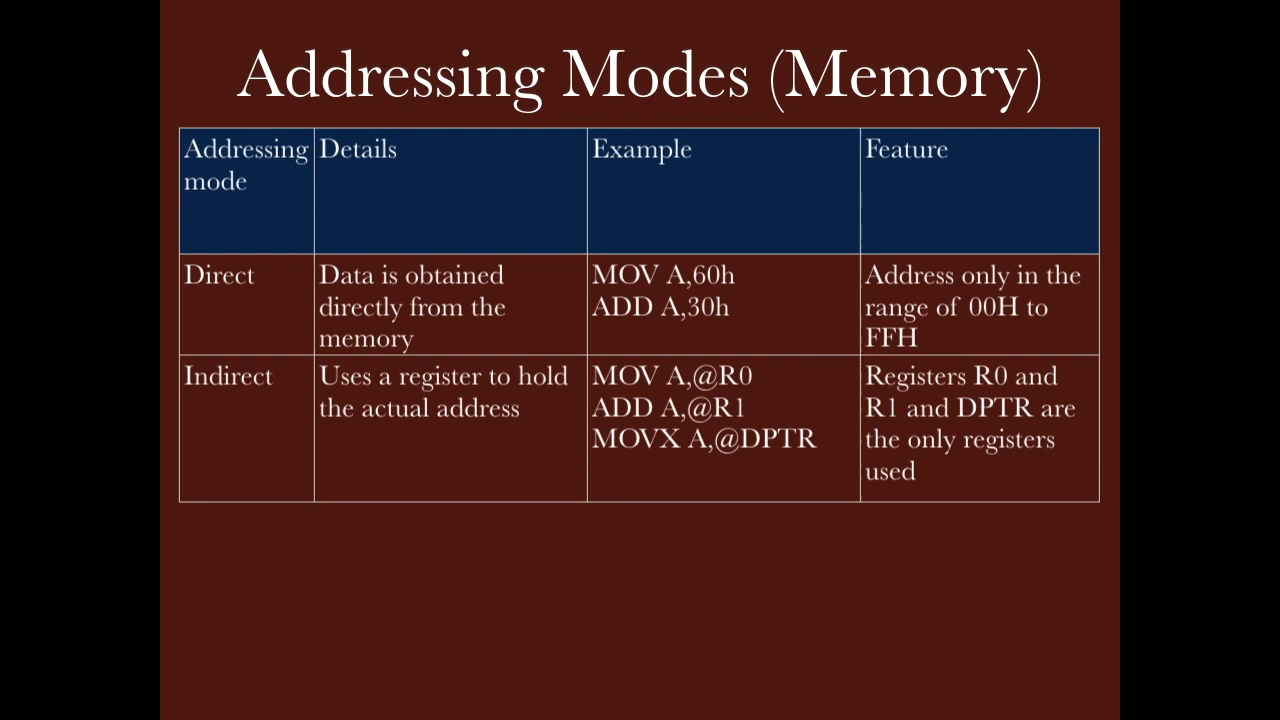 Addressing Modes (Memory)
Addressing mode | Details | Example | Feature
Direct | Data is obtained directly from the memory | MOV A,60h ADD A,30h | Address only in the range of 00H to FFH
Indirect | Uses a register to hold the actual address | MOV A,@R0 ADD A,@R1 MOVX A,@DPTR | Registers R0 and R1 and DPTR are the only registers used